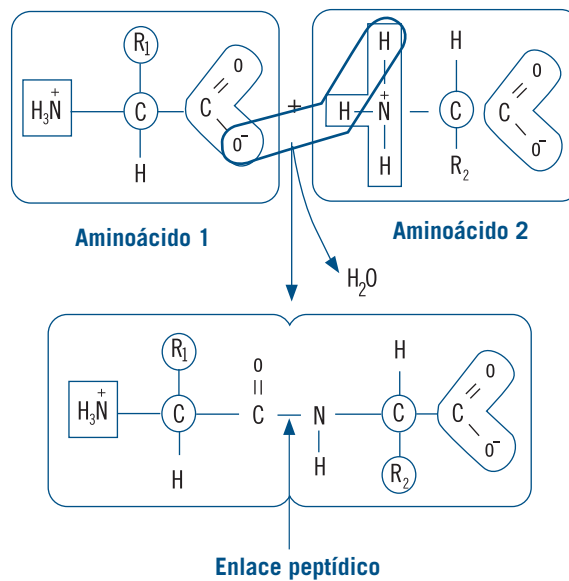 R₁ H H
O O
H₃N⁺ C C + H N⁺ C C
O⁻ O⁻
H H R₂
Aminoácido 1 Aminoácido 2
H₂O
R₁ O H O
H₃N⁺ C C N C C
O⁻
H H R₂
Enlace peptídico